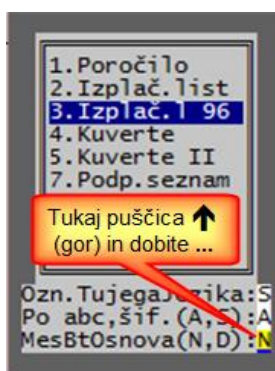 1.Poročilo
2.Izplač.list
3.Izplač.l 96
4.Kuverte
5.Kuverte II
7.Podp.seznam
Tukaj puščica ↑
(gor) in dobite ...
Ozn.TujegaJezika:S
Po abc,šif.(A,S):A
MesBtOsnova(N,D):N